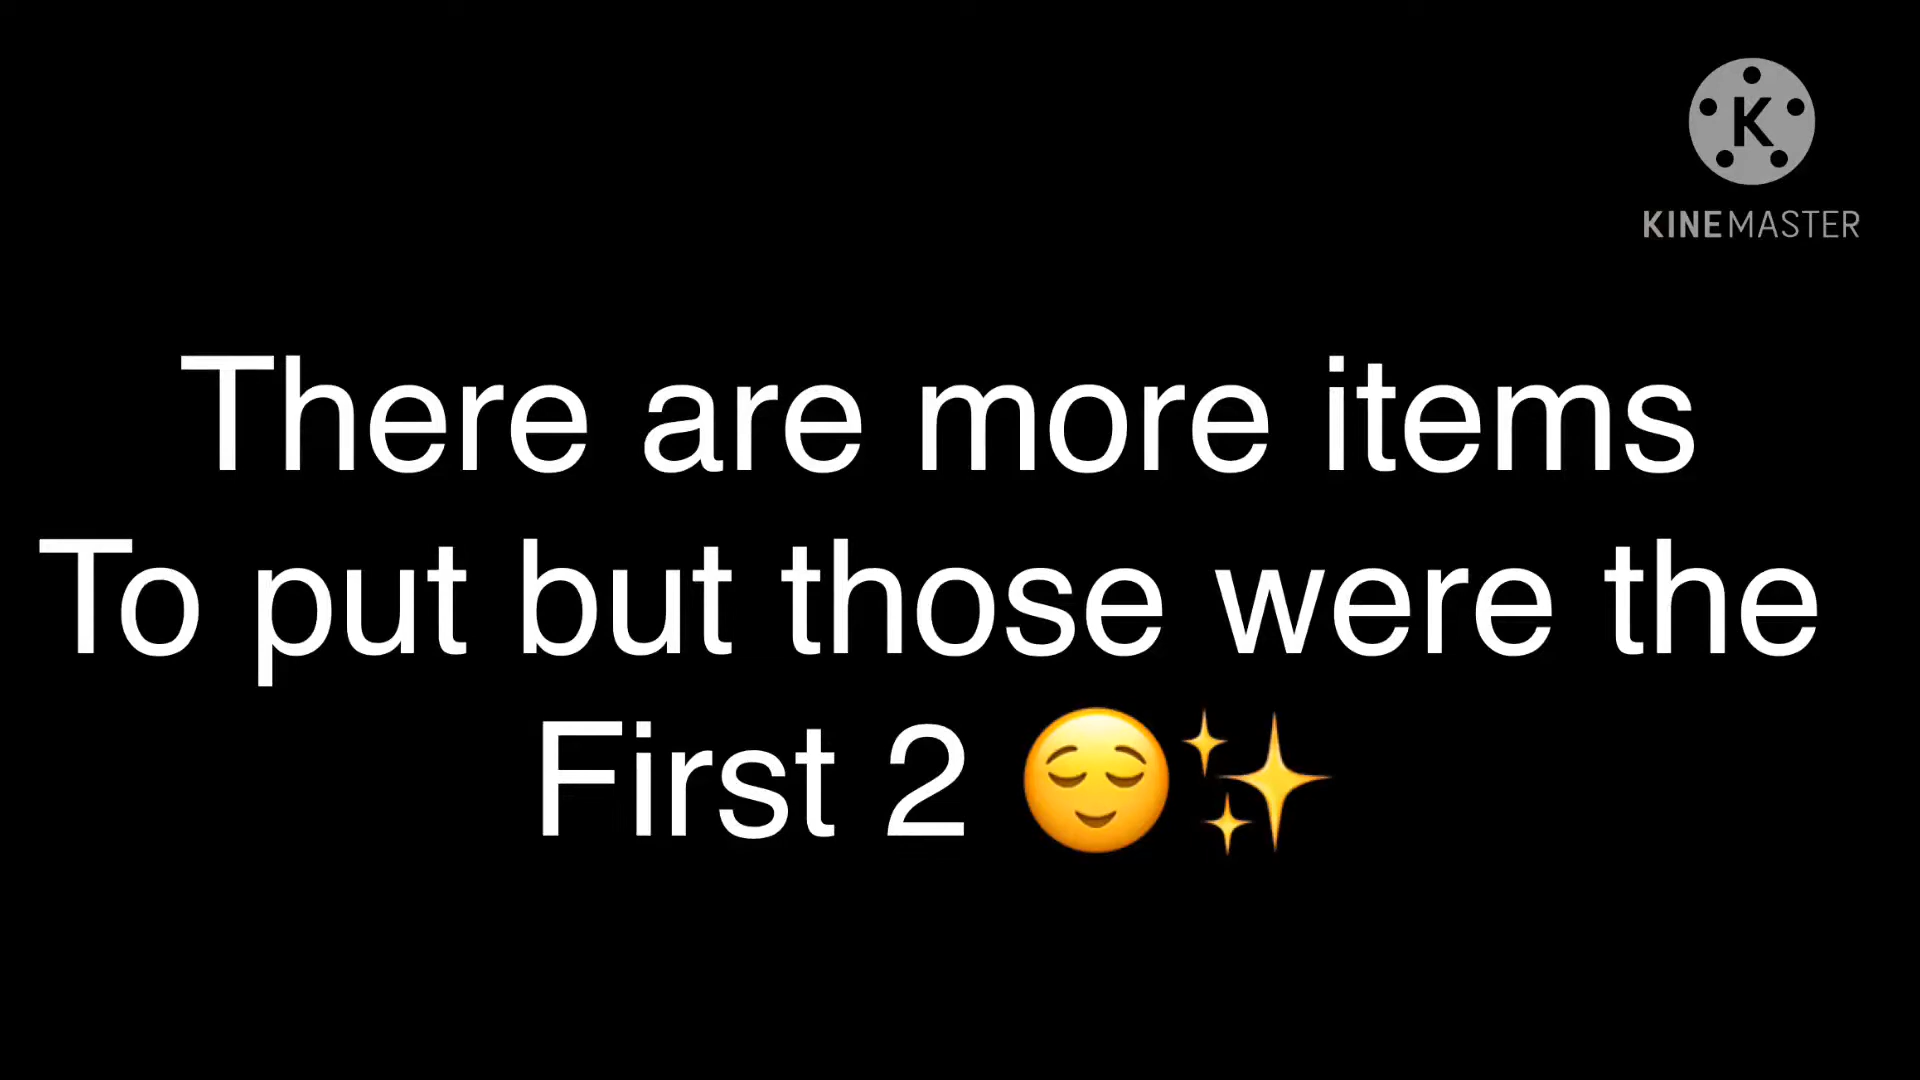 K
KINEMASTER
There are more items
To put but those were the
First 2 😌✨